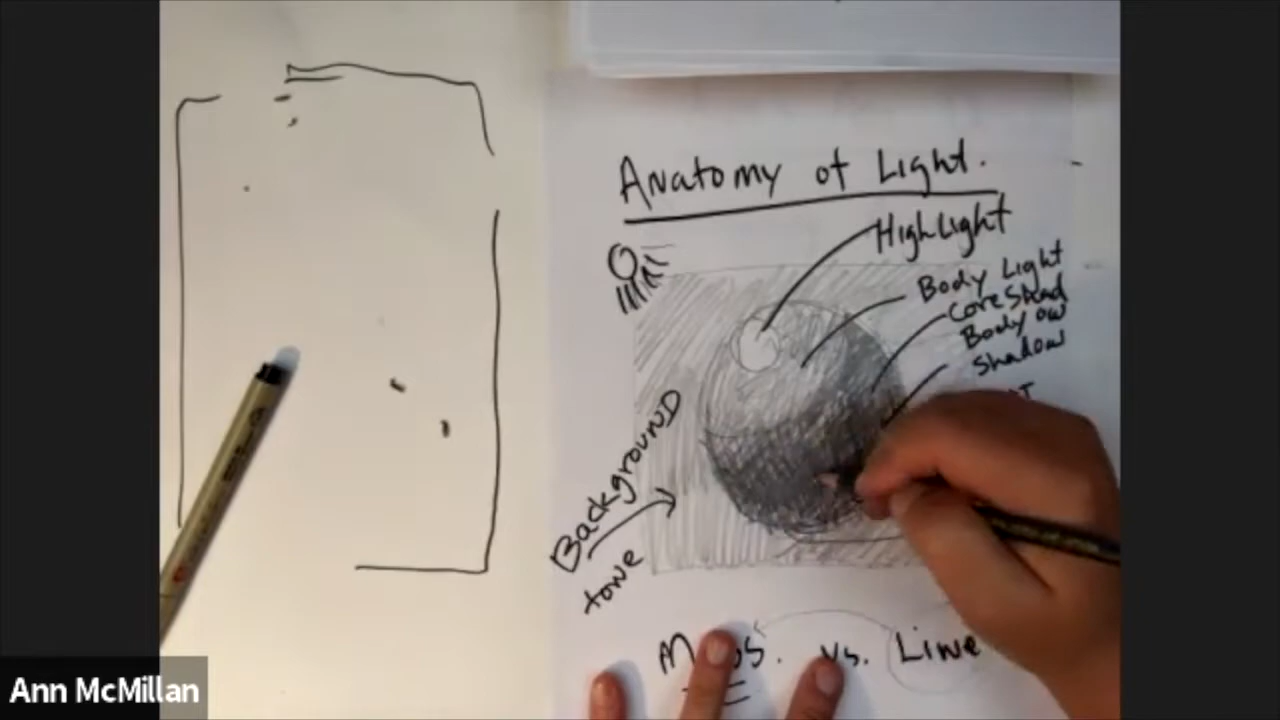 Anatomy of Light.
HIGHLIGHT
Body Light
Core Shad
ow
Body
Shadow
BackgrounD
tone
vs. Line
Ann McMillan